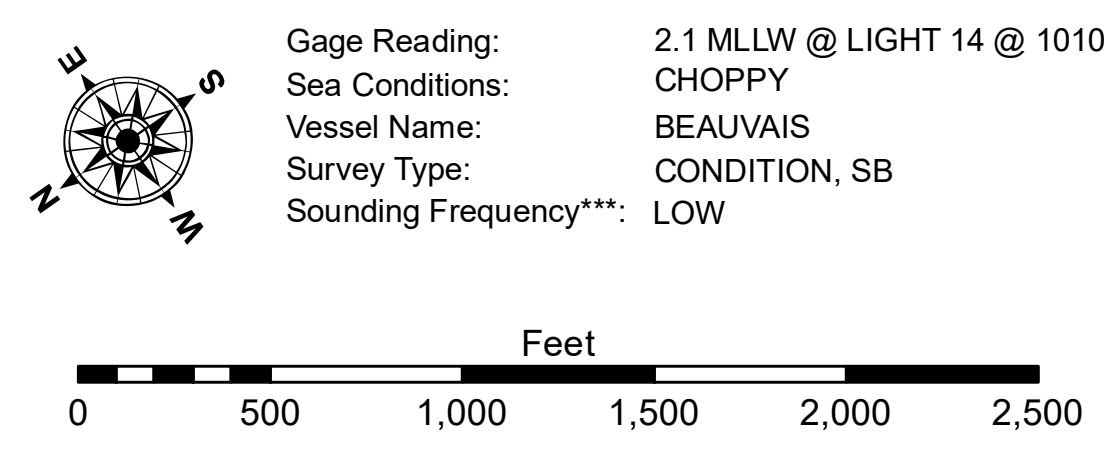 E
S
N
W
Gage Reading: 2.1 MLLW @ LIGHT 14 @ 1010
Sea Conditions: CHOPPY
Vessel Name: BEAUVAIS
Survey Type: CONDITION, SB
Sounding Frequency***: LOW
Feet
0 500 1,000 1,500 2,000 2,500